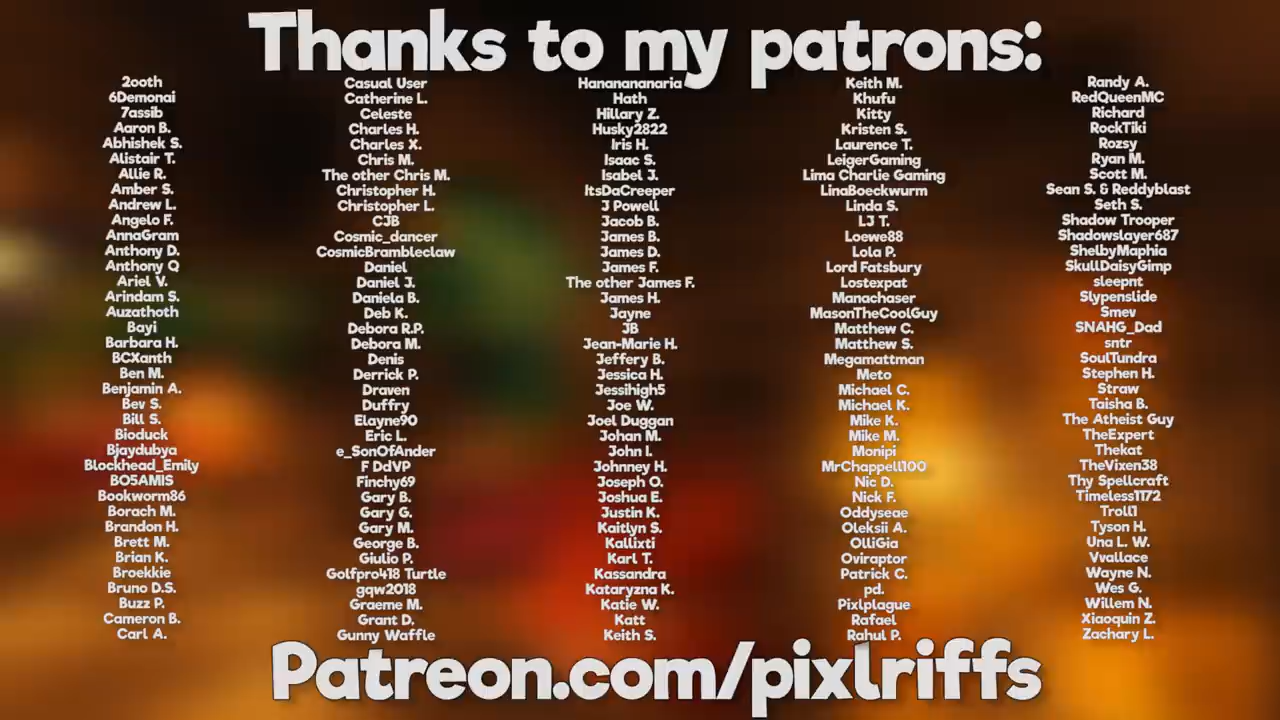 Thanks to my patrons:
2ooth
6Demonai
7assib
Aaron B.
Abhishek S.
Alistair T.
Allie R.
Amber S.
Andrew L.
Angelo F.
AnnaGram
Anthony D.
Anthony Q
Ariel V.
Arindam S.
Auzathoth
Bayi
Barbara H.
BCXanth
Ben M.
Benjamin A.
Bev S.
Bill S.
Bioduck
Bjaydubya
Blockhead_Emily
BO5AMIS
Bookworm86
Borach M.
Brandon H.
Brett M.
Brian K.
Broekkie
Bruno D.S.
Buzz P.
Cameron B.
Carl A.
Casual User
Catherine L.
Celeste
Charles H.
Charles X.
Chris M.
The other Chris M.
Christopher H.
Christopher L.
CJB
Cosmic_dancer
CosmicBrambleclaw
Daniel
Daniel J.
Daniela B.
Deb K.
Debora R.P.
Debora M.
Denis
Derrick P.
Draven
Duffry
Elayne90
Eric L.
e_SonOfAnder
F DdVP
Finchy69
Gary B.
Gary G.
Gary M.
George B.
Giulio P.
Golfpro418 Turtle
gqw2018
Graeme M.
Grant D.
Gunny Waffle
Hananananaria
Hath
Hillary Z.
Husky2822
Iris H.
Isaac S.
Isabel J.
ItsDaCreeper
J Powell
Jacob B.
James B.
James D.
James F.
The other James F.
James H.
Jayne
JB
Jean-Marie H.
Jeffery B.
Jessica H.
Jessihigh5
Joe W.
Joel Duggan
Johan M.
John I.
Johnney H.
Joseph O.
Joshua E.
Justin K.
Kaitlyn S.
Kallixti
Karl T.
Kassandra
Kataryzna K.
Katie W.
Katt
Keith S.
Keith M.
Khufu
Kitty
Kristen S.
Laurence T.
LeigerGaming
Lima Charlie Gaming
LinaBoeckwurm
Linda S.
LJ T.
Loewe88
Lola P.
Lord Fatsbury
Lostexpat
Manachaser
MasonTheCoolGuy
Matthew C.
Matthew S.
Megamattman
Meto
Michael C.
Michael K.
Mike K.
Mike M.
Monipi
MrChappell100
Nic D.
Nick F.
Oddyseae
Oleksii A.
OlliGia
Oviraptor
Patrick C.
pd.
Pixlplague
Rafael
Rahul P.
Randy A.
RedQueenMC
Richard
RockTiki
Rozsy
Ryan M.
Scott M.
Sean S. & Reddyblast
Seth S.
Shadow Trooper
Shadowslayer687
ShelbyMaphia
SkullDaisyGimp
sleepnt
Slypenslide
Smev
SNAHG_Dad
sntr
SoulTundra
Stephen H.
Straw
Taisha B.
The Atheist Guy
TheExpert
Thekat
TheVixen38
Thy Spellcraft
Timeless1172
Troll1
Tyson H.
Una L. W.
Vvallace
Wayne N.
Wes G.
Willem N.
Xiaoquin Z.
Zachary L.
Patreon.com/pixlriffs